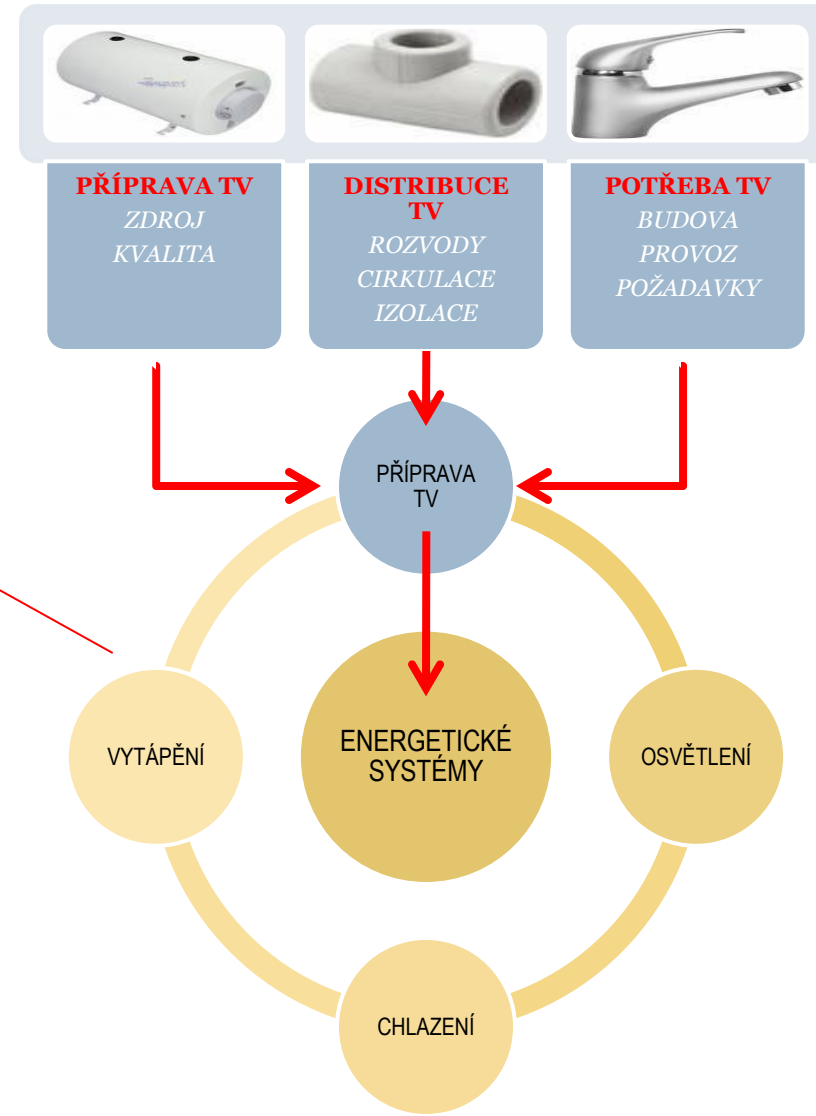 PŘÍPRAVA TV
ZDROJ
KVALITA
DISTRIBUCE
TV
ROZVODY
CIRKULACE
IZOLACE
POTŘEBA TV
BUDOVA
PROVOZ
POŽADAVKY
PŘÍPRAVA
TV
VYTÁPĚNÍ
ENERGETICKÉ
SYSTÉMY
OSVĚTLENÍ
CHLAZENÍ